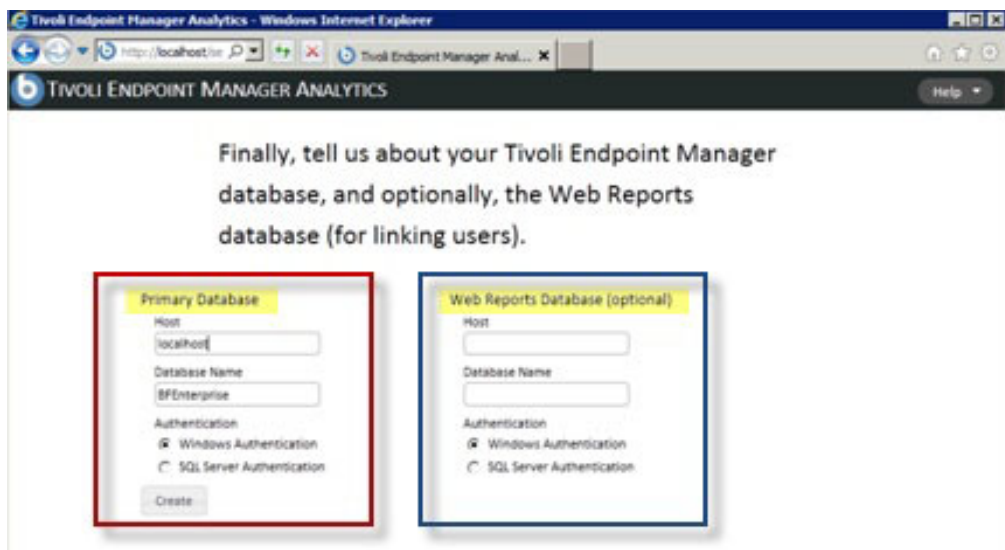 Tivoli Endpoint Manager Analytics - Windows Internet Explorer
Tivoli Endpoint Manager Anal...
TIVOLI ENDPOINT MANAGER ANALYTICS
Help
Finally, tell us about your Tivoli Endpoint Manager
database, and optionally, the Web Reports
database (for linking users).
Primary Database
Host
localhost
Database Name
BFEnterprise
Authentication
Windows Authentication
SQL Server Authentication
Create
Web Reports Database (optional)
Host
Database Name
Authentication
Windows Authentication
SQL Server Authentication